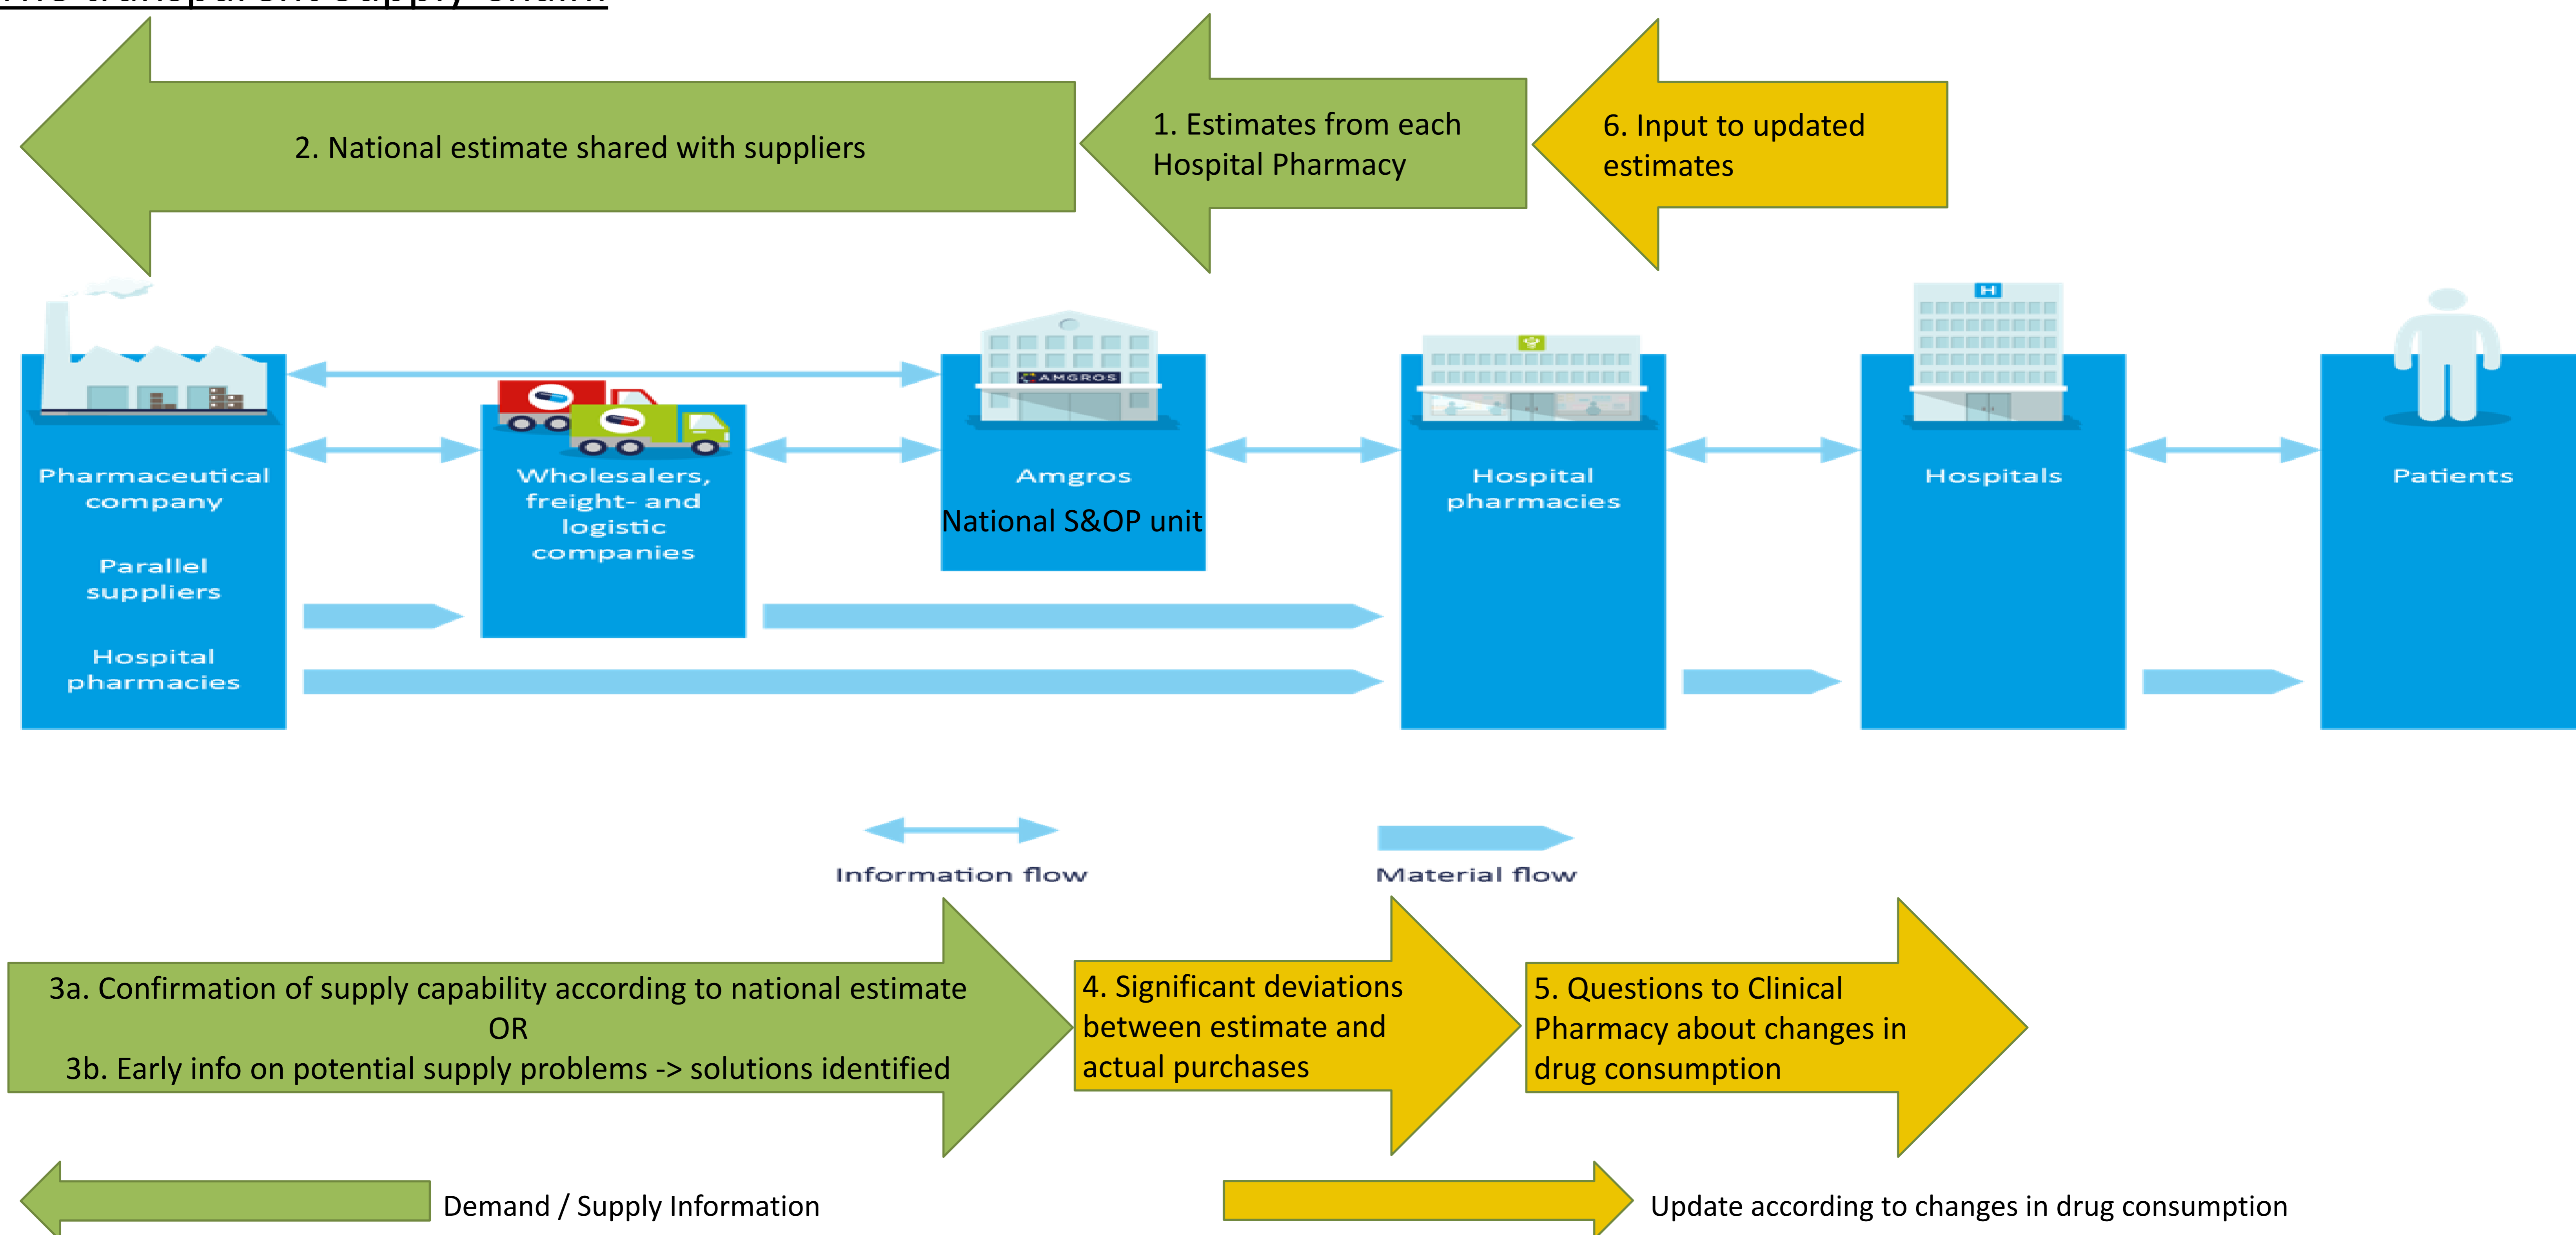 The transparent supply chain:
2. National estimate shared with suppliers
1. Estimates from each
Hospital Pharmacy
6. Input to updated
estimates
H
AMGROS
Pharmaceutical
company
Parallel
suppliers
Hospital
pharmacies
Wholesalers,
freight- and
logistic
companies
Amgros
National S&OP unit
Hospital
pharmacies
Hospitals
Patients
Information flow
Material flow
3a. Confirmation of supply capability according to national estimate
OR
3b. Early info on potential supply problems -> solutions identified
4. Significant deviations
between estimate and
actual purchases
5. Questions to Clinical
Pharmacy about changes in
drug consumption
Demand / Supply Information
Update according to changes in drug consumption